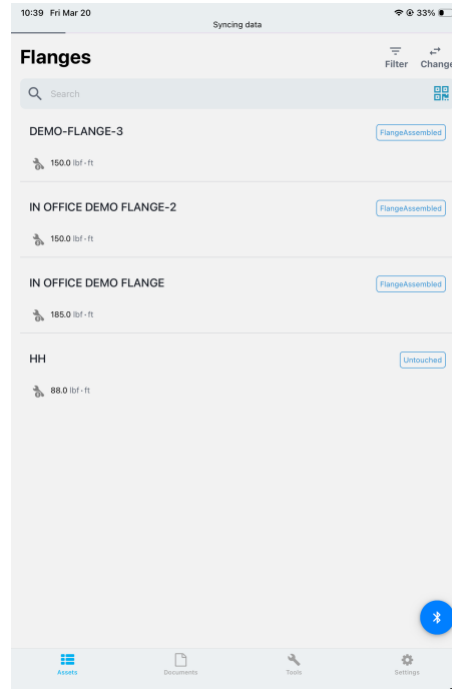 10:39 Fri Mar 20
33%
Syncing data
Flanges
Filter
Change
Search
DEMO-FLANGE-3
FlangeAssembled
150.0 lbf·ft
IN OFFICE DEMO FLANGE-2
FlangeAssembled
150.0 lbf·ft
IN OFFICE DEMO FLANGE
FlangeAssembled
185.0 lbf·ft
HH
Untouched
88.0 lbf·ft
Assets
Documents
Tools
Settings